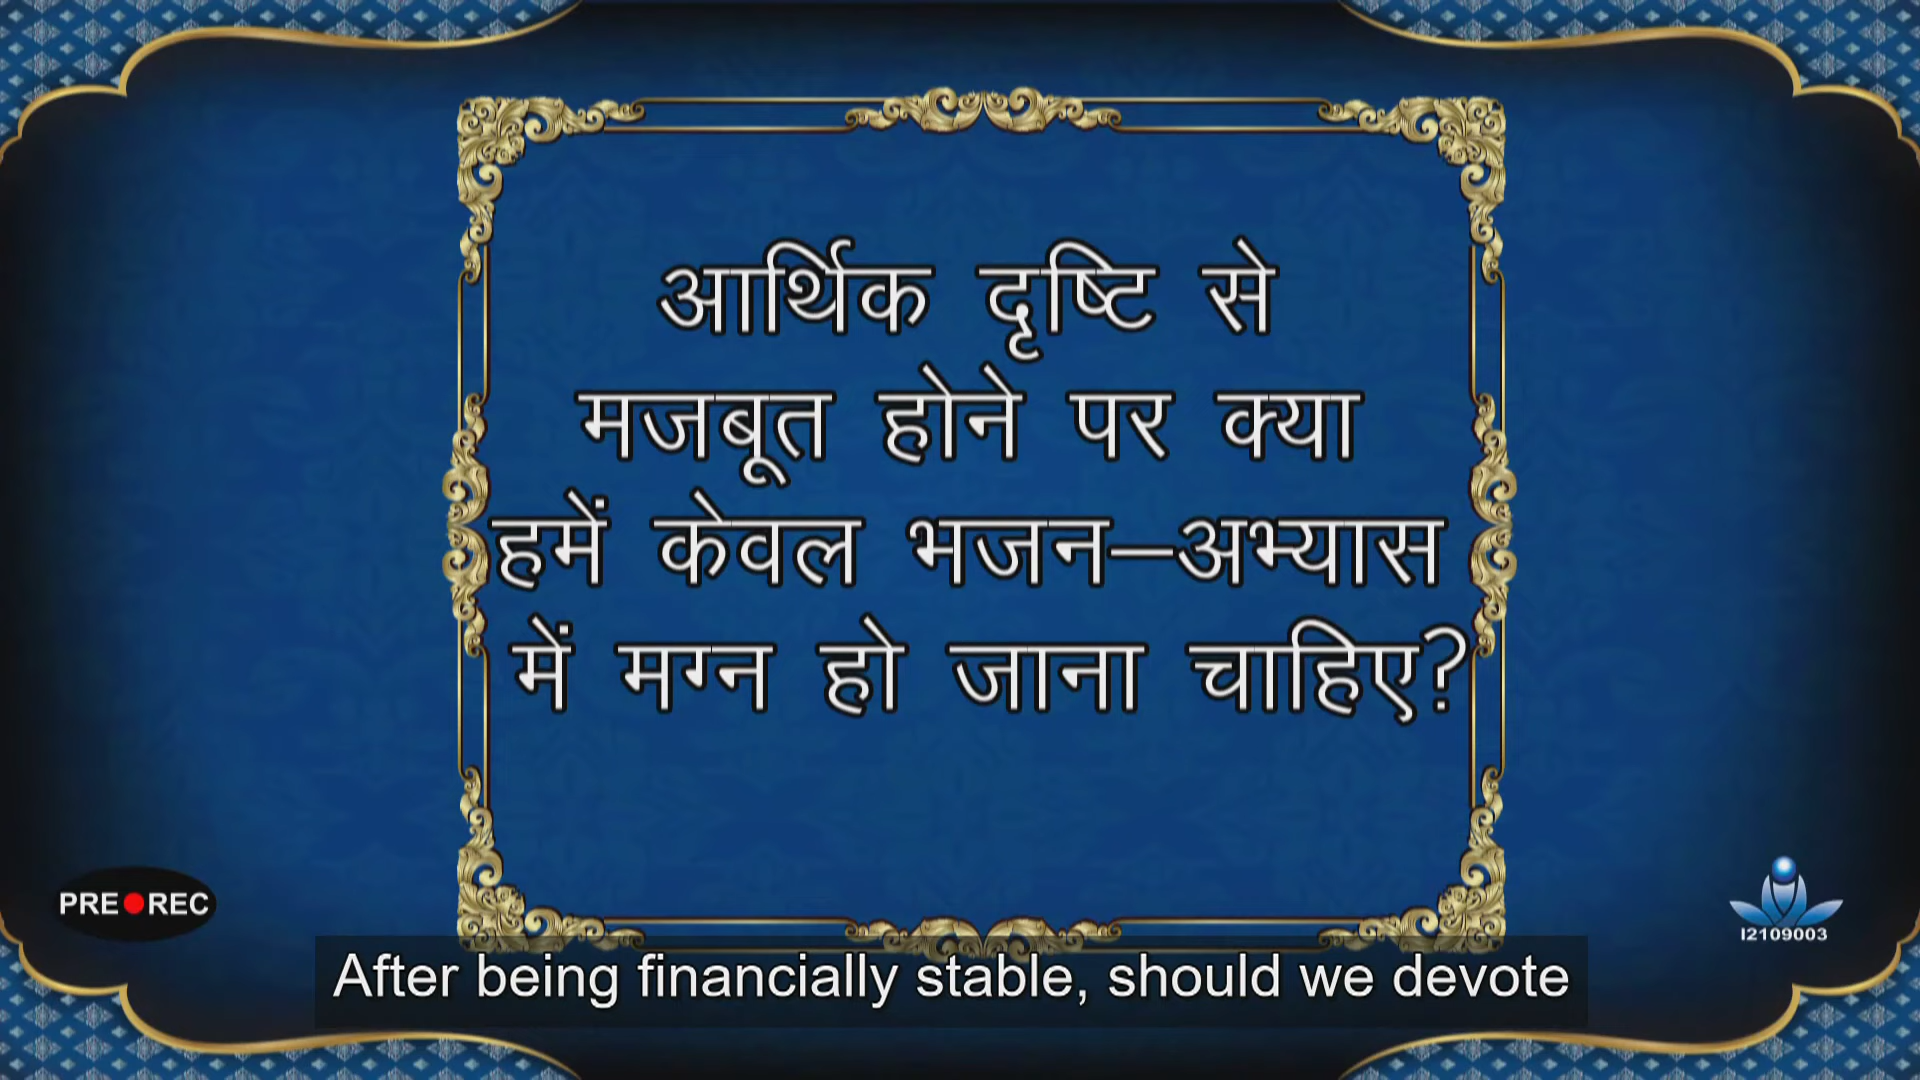 आर्थिक दृष्टि से
मजबूत होने पर क्या
हमें केवल भजन–अभ्यास
में मग्न हो जाना चाहिए?
PRE REC
I2109003
After being financially stable, should we devote